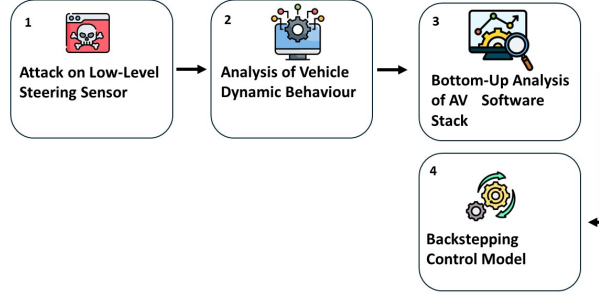 1
Attack on Low-Level
Steering Sensor
2
Analysis of Vehicle
Dynamic Behaviour
3
Bottom-Up Analysis
of AV Software
Stack
4
Backstepping
Control Model